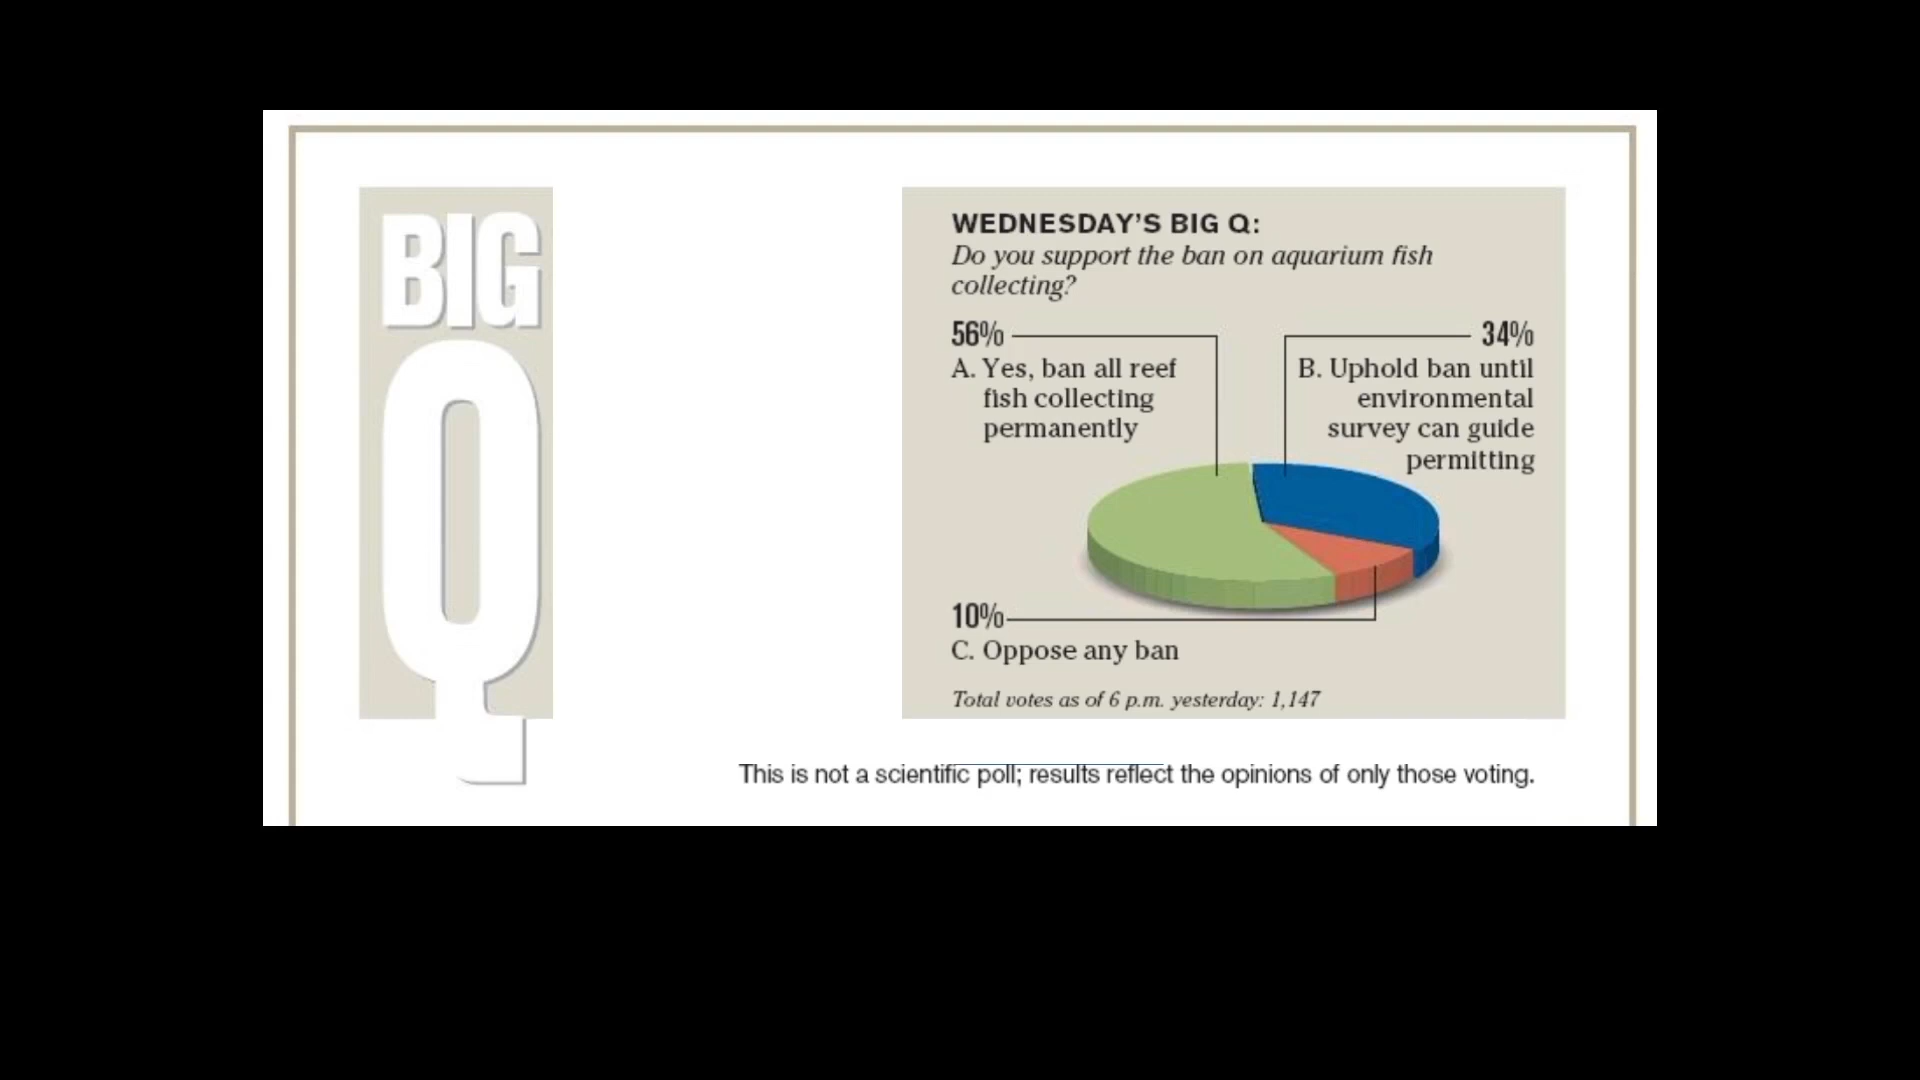 BIG
Q
WEDNESDAY'S BIG Q:
Do you support the ban on aquarium fish
collecting?
56%
A. Yes, ban all reef
fish collecting
permanently
34%
B. Uphold ban until
environmental
survey can guide
permitting
10%
C. Oppose any ban
Total votes as of 6 p.m. yesterday: 1,147
This is not a scientific poll; results reflect the opinions of only those voting.